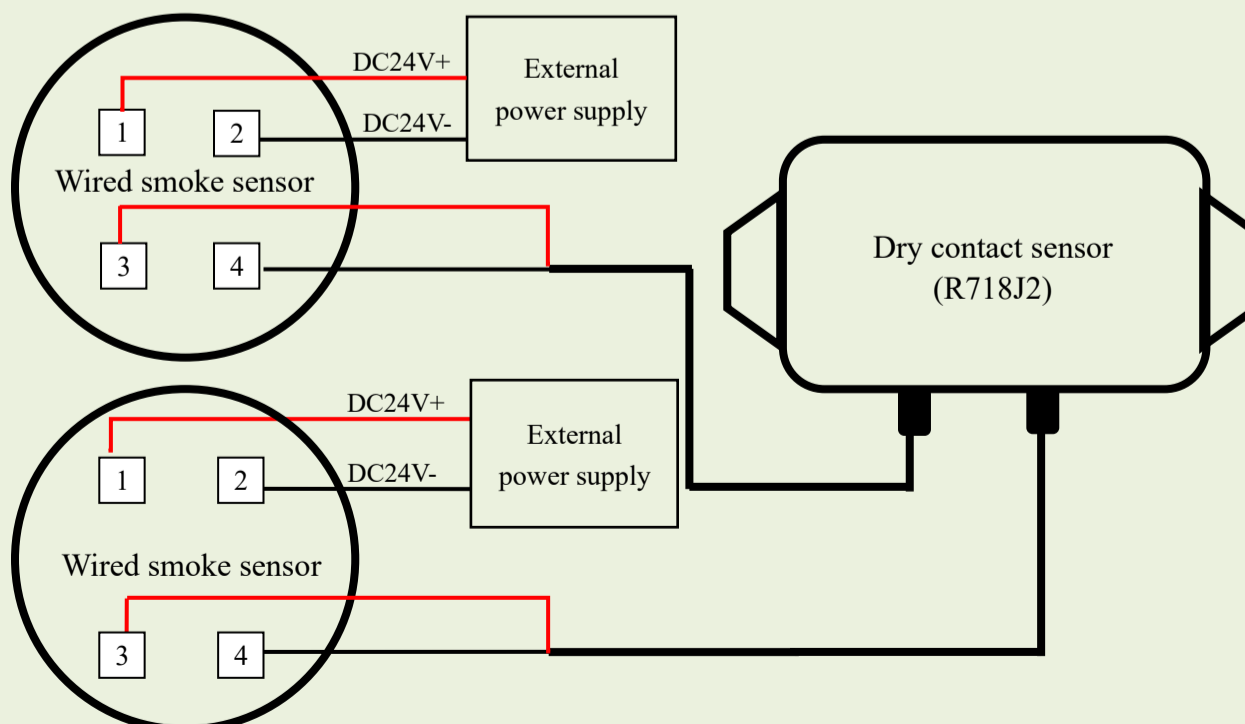 DC24V+
External
power supply
DC24V-
1
2
Wired smoke sensor
3
4
Dry contact sensor
(R718J2)
DC24V+
External
power supply
DC24V-
1
2
Wired smoke sensor
3
4